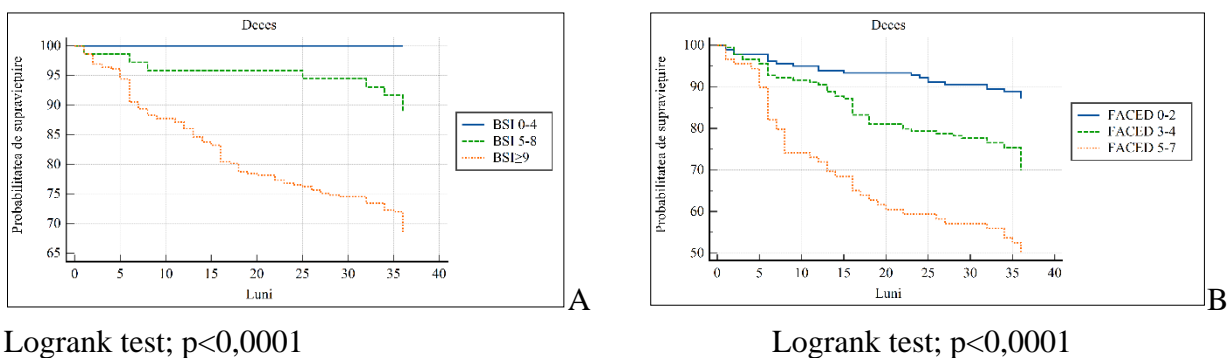 Deces
Probabilitatea de supraviețuire
100
95
90
85
80
75
70
65
0 5 10 15 20 25 30 35 40
Luni
BSI 0-4
BSI 5-8
BSI≥9
A
Logrank test; p<0,0001
Deces
Probabilitatea de supraviețuire
100
90
80
70
60
50
0 5 10 15 20 25 30 35 40
Luni
FACED 0-2
FACED 3-4
FACED 5-7
B
Logrank test; p<0,0001